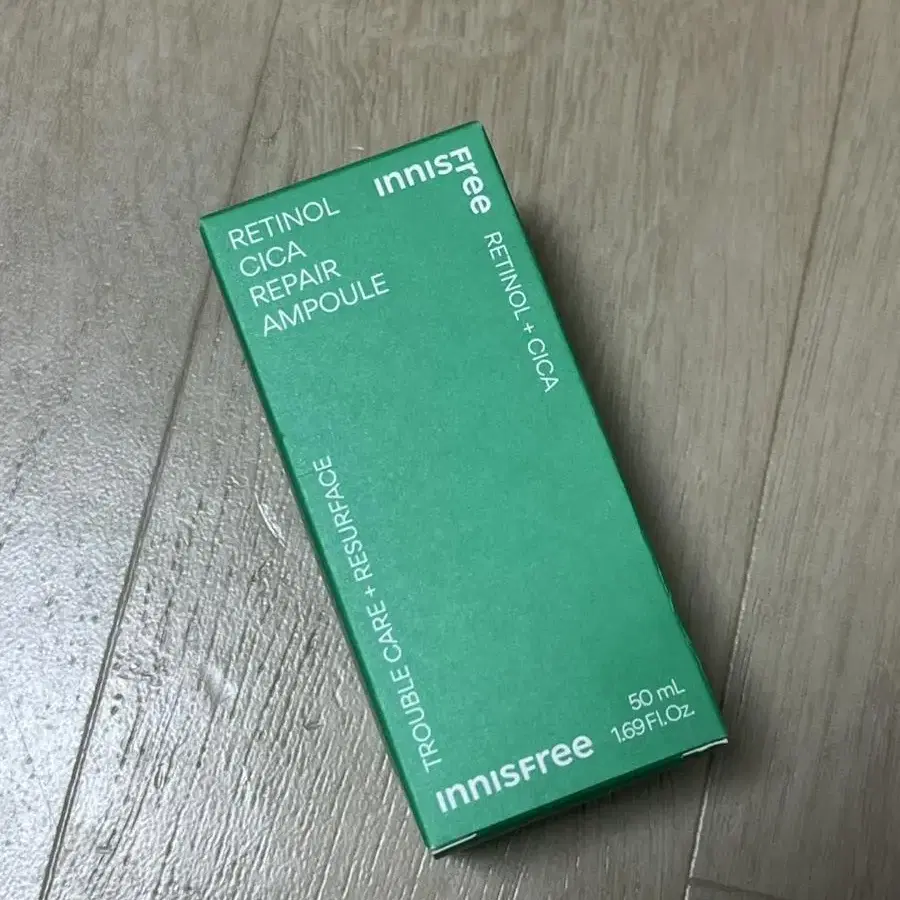 RETINOL
CICA
REPAIR
AMPOULE
INNISFree
RETINOL + CICA
TROUBLE CARE + RESURFACE
50 mL
1.69 Fl.Oz
INNISFree